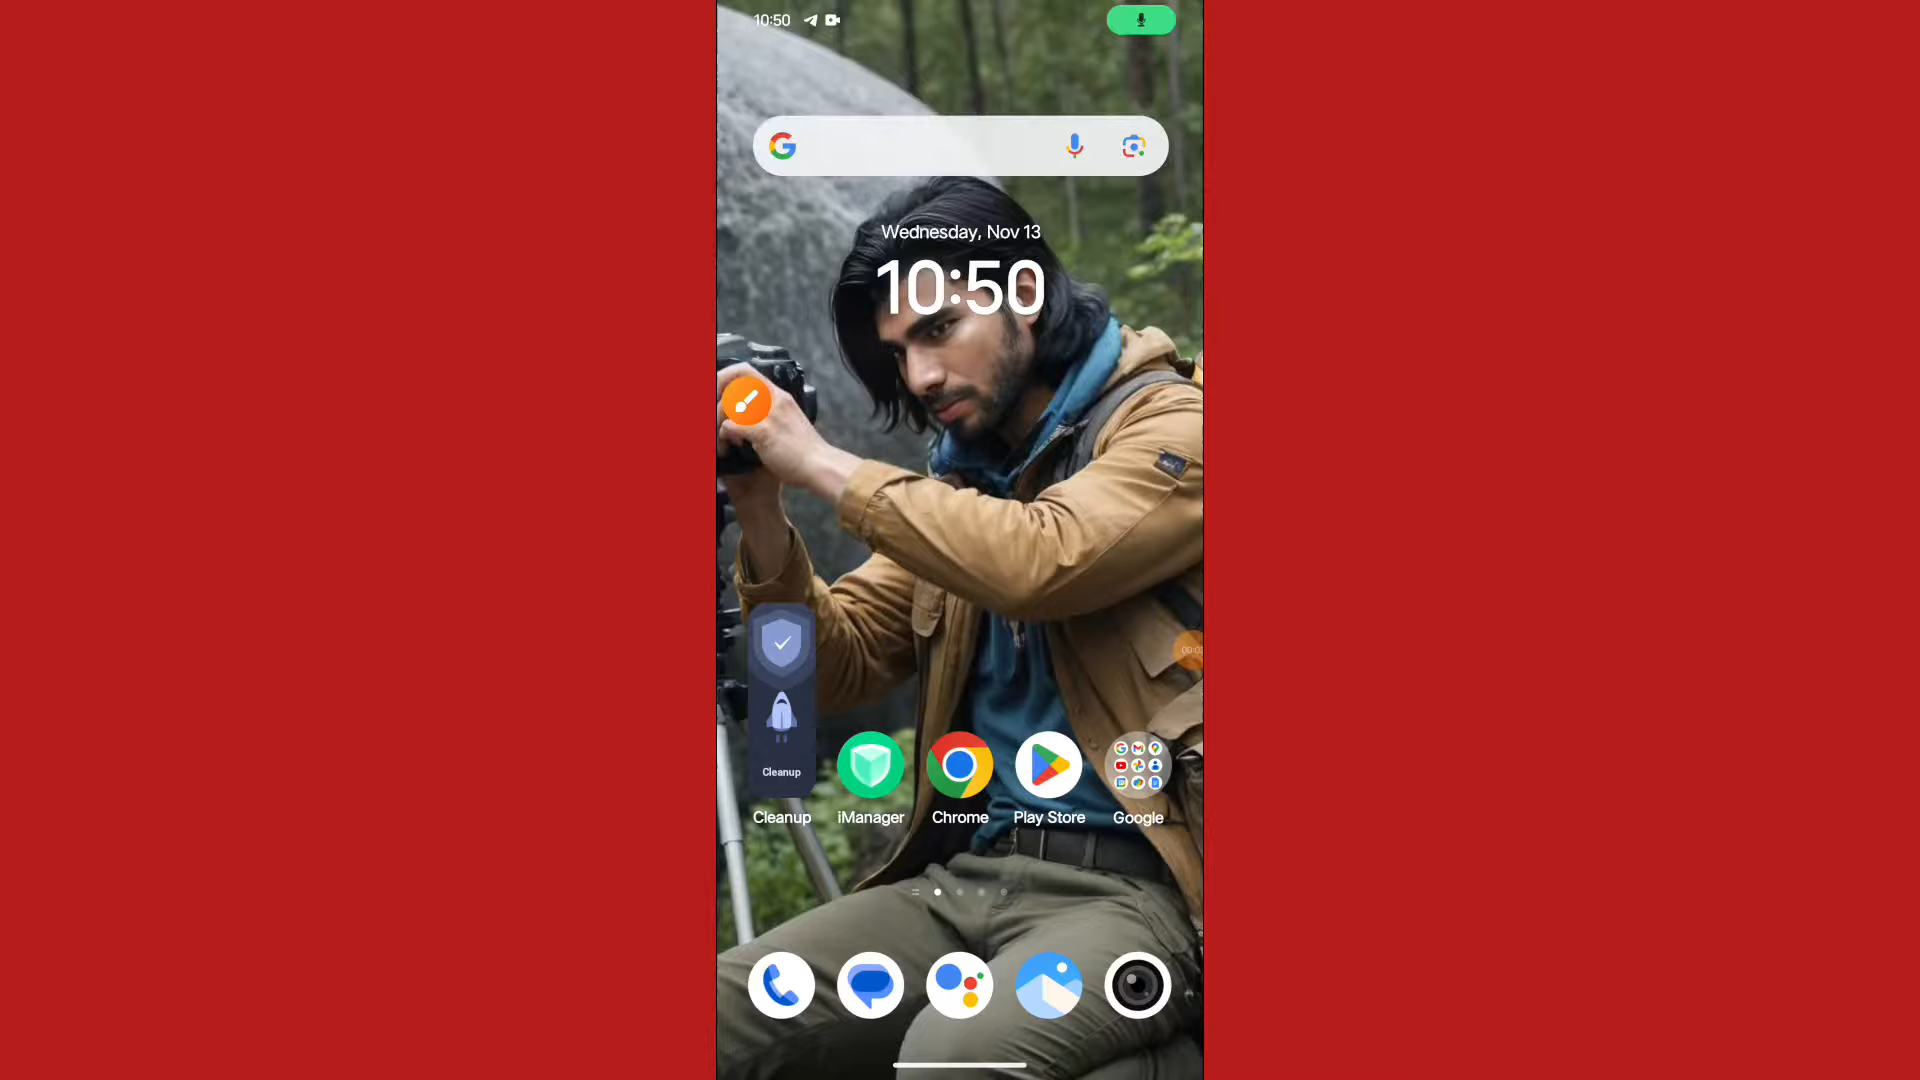 10:50
Wednesday, Nov 13
10:50
Cleanup
Cleanup
iManager
Chrome
Play Store
Google